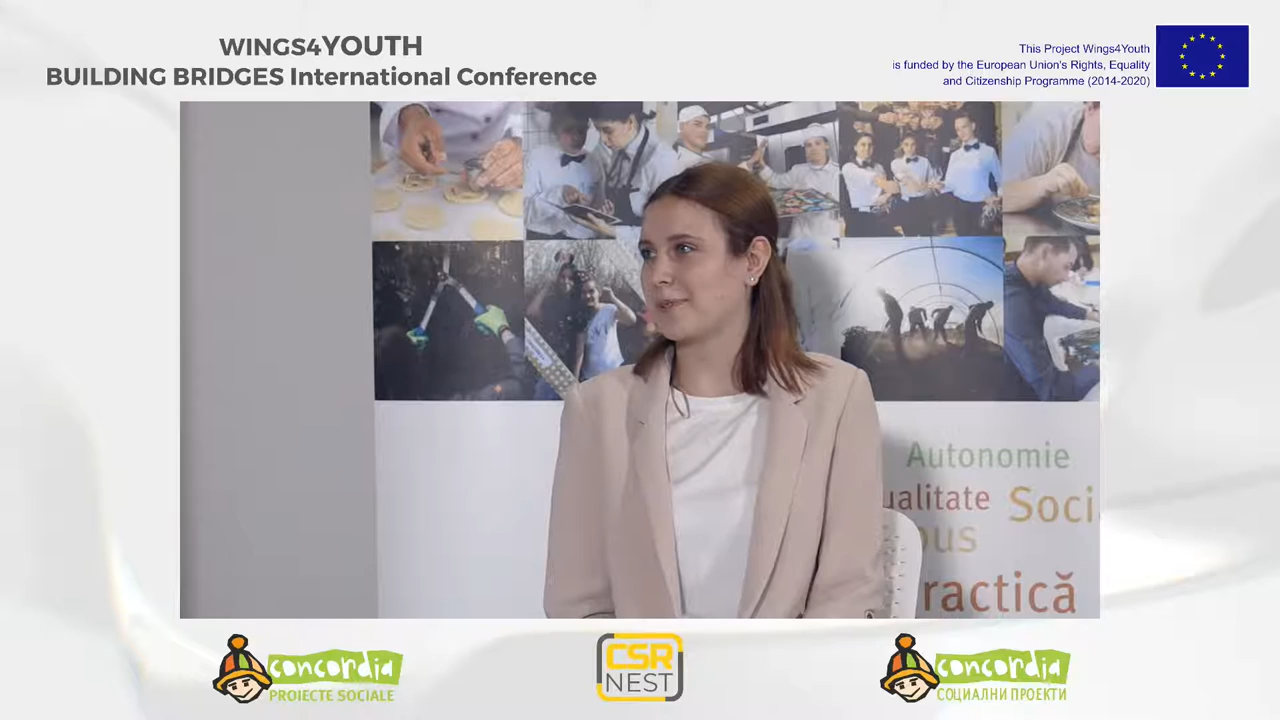 WINGS4YOUTH
BUILDING BRIDGES International Conference
This Project Wings4Youth
is funded by the European Union's Rights, Equality
and Citizenship Programme (2014-2020)
Autonomie
ualitate
Soci
ous
ractică
concordia
PROIECTE SOCIALE
CSR
NEST
concordia
СОЦИАЛНИ ПРОЕКТИ